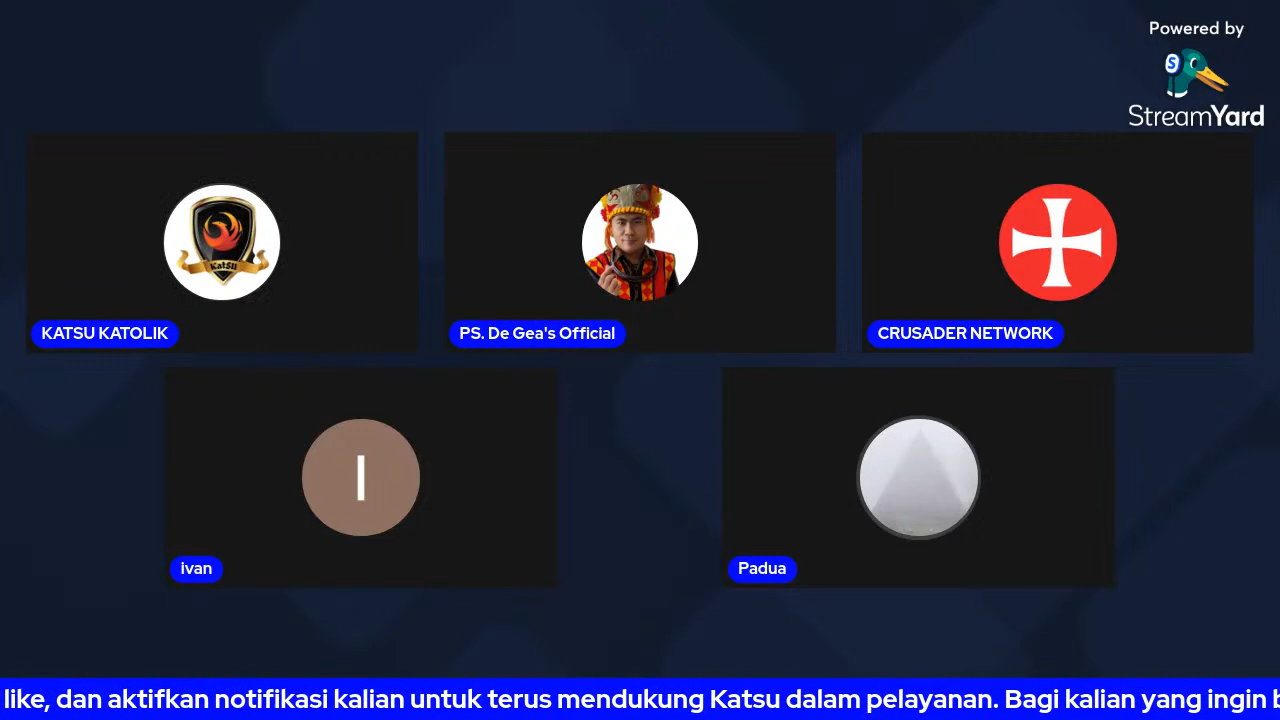 Powered by
StreamYard
KatSU
KATSU KATOLIK
PS. De Gea's Official
CRUSADER NETWORK
I
ivan
Padua
like, dan aktifkan notifikasi kalian untuk terus mendukung Katsu dalam pelayanan. Bagi kalian yang ingin